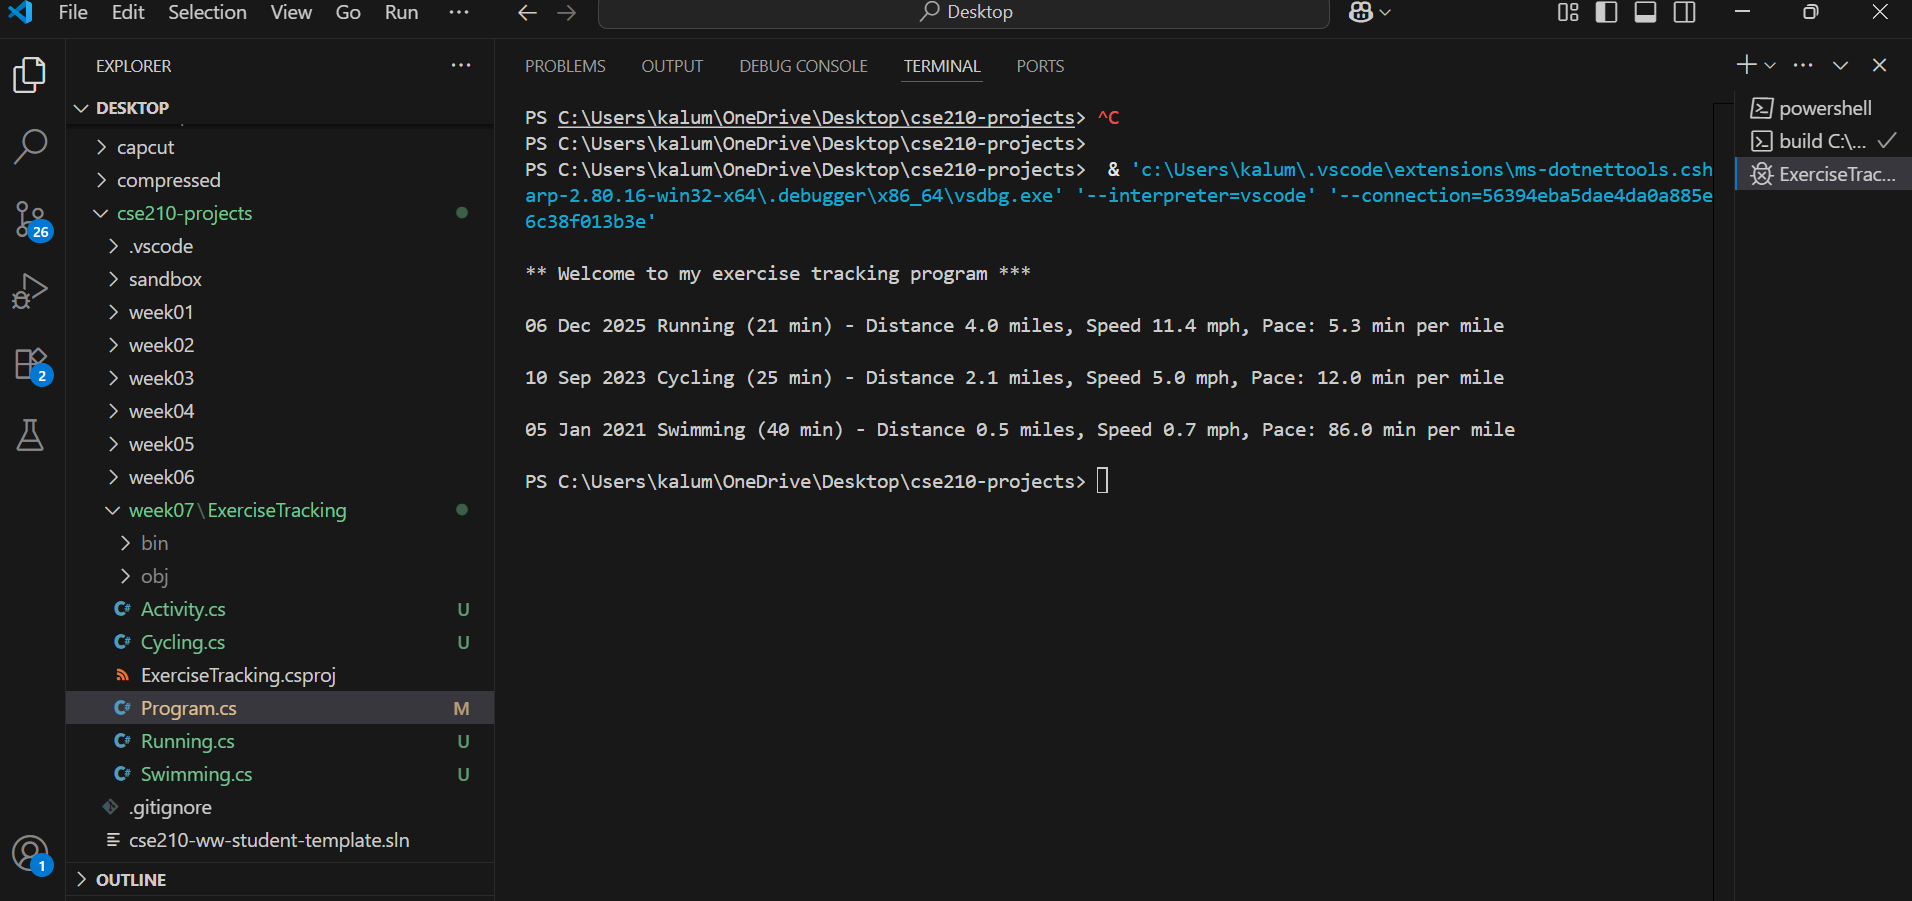 File Edit Selection View Go Run ··· Desktop
EXPLORER ···
DESKTOP
capcut
compressed
cse210-projects
.vscode
sandbox
week01
week02
week03
week04
week05
week06
week07\ExerciseTracking
bin
obj
Activity.cs U
Cycling.cs U
ExerciseTracking.csproj
Program.cs M
Running.cs U
Swimming.cs U
.gitignore
cse210-ww-student-template.sln
OUTLINE
26
2
1
PROBLEMS OUTPUT DEBUG CONSOLE TERMINAL PORTS
PS C:\Users\kalum\OneDrive\Desktop\cse210-projects> ^C
PS C:\Users\kalum\OneDrive\Desktop\cse210-projects>
PS C:\Users\kalum\OneDrive\Desktop\cse210-projects> & 'c:\Users\kalum\.vscode\extensions\ms-dotnettools.csh
arp-2.80.16-win32-x64\.debugger\x86_64\vsdbg.exe' '--interpreter=vscode' '--connection=56394eba5dae4da0a885e
6c38f013b3e'
** Welcome to my exercise tracking program ***
06 Dec 2025 Running (21 min) - Distance 4.0 miles, Speed 11.4 mph, Pace: 5.3 min per mile
10 Sep 2023 Cycling (25 min) - Distance 2.1 miles, Speed 5.0 mph, Pace: 12.0 min per mile
05 Jan 2021 Swimming (40 min) - Distance 0.5 miles, Speed 0.7 mph, Pace: 86.0 min per mile
PS C:\Users\kalum\OneDrive\Desktop\cse210-projects>
powershell
build C:\...
ExerciseTrac...